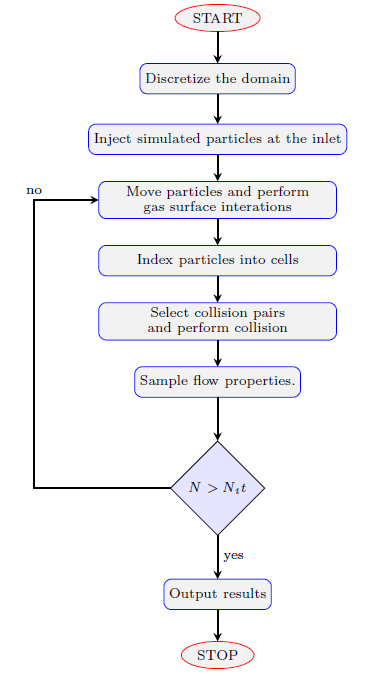 START
Discretize the domain
Inject simulated particles at the inlet
no
Move particles and perform
gas surface interations
Index particles into cells
Select collision pairs
and perform collision
Sample flow properties.
N > N_i t
yes
Output results
STOP